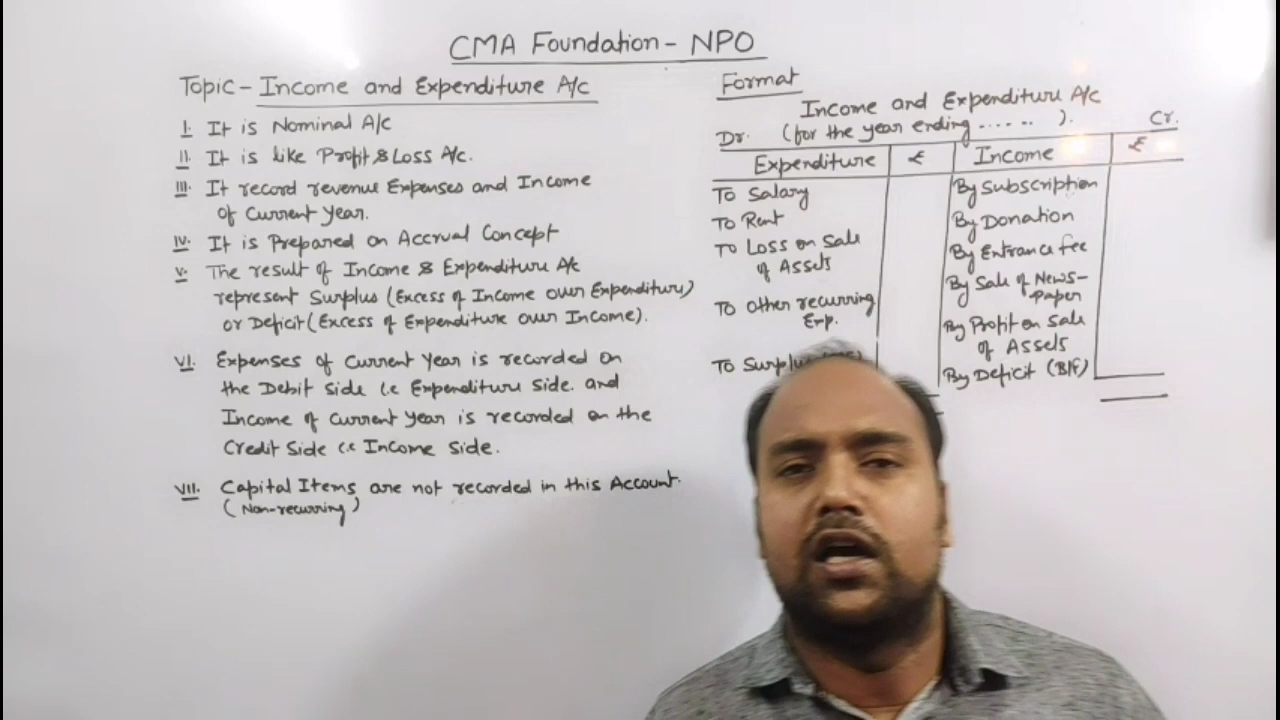 CMA Foundation - NPO
Topic - Income and Expenditure A/c
I. It is Nominal A/c
II. It is like Profit & Loss A/c.
III. It record revenue Expenses and Income
of Current Year.
IV. It is Prepared on Accrual Concept
V. The result of Income & Expenditure A/c
represent Surplus (Excess of Income over Expenditure)
or Deficit (Excess of Expenditure over Income).
VI. Expenses of Current Year is recorded on
the Debit side i.e Expenditure side. and
Income of Current Year is recorded on the
Credit Side i.e Income side.
VII. Capital Items are not recorded in this Account.
(Non-recurring)
Format
Income and Expenditure A/c
Dr. (for the year ending ...... ). Cr.
Expenditure ₹ Income ₹
To Salary
To Rent
To Loss on Sale
of Assets
To Other recurring
Exp.
To Surplus
By Subscription
By Donation
By Entrance fee
By Sale of News-
Paper
By Profit on Sale
of Assets
By Deficit (B/F)